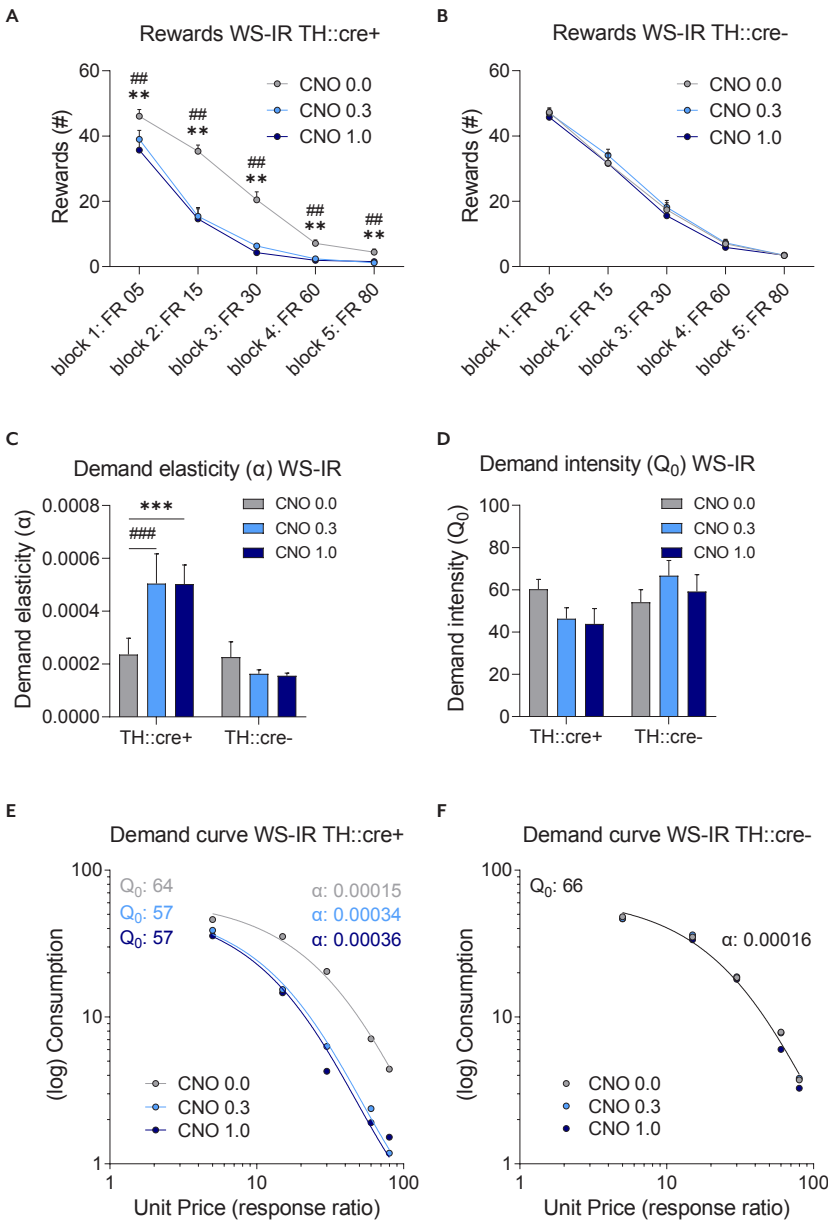 A
Rewards WS-IR TH::cre+
Rewards (#)
60
40
20
0
##
**
##
**
##
**
##
**
##
**
CNO 0.0
CNO 0.3
CNO 1.0
block 1: FR 05
block 2: FR 15
block 3: FR 30
block 4: FR 60
block 5: FR 80
B
Rewards WS-IR TH::cre-
Rewards (#)
60
40
20
0
CNO 0.0
CNO 0.3
CNO 1.0
block 1: FR 05
block 2: FR 15
block 3: FR 30
block 4: FR 60
block 5: FR 80
C
Demand elasticity (α) WS-IR
Demand elasticity (α)
0.0008
0.0006
0.0004
0.0002
0.0000
***
###
CNO 0.0
CNO 0.3
CNO 1.0
TH::cre+
TH::cre-
D
Demand intensity (Q₀) WS-IR
Demand intensity (Q₀)
100
80
60
40
20
0
CNO 0.0
CNO 0.3
CNO 1.0
TH::cre+
TH::cre-
E
Demand curve WS-IR TH::cre+
(log) Consumption
100
10
1
Q₀: 64
Q₀: 57
Q₀: 57
α: 0.00015
α: 0.00034
α: 0.00036
CNO 0.0
CNO 0.3
CNO 1.0
1
10
100
Unit Price (response ratio)
F
Demand curve WS-IR TH::cre-
(log) Consumption
100
10
1
Q₀: 66
α: 0.00016
CNO 0.0
CNO 0.3
CNO 1.0
1
10
100
Unit Price (response ratio)